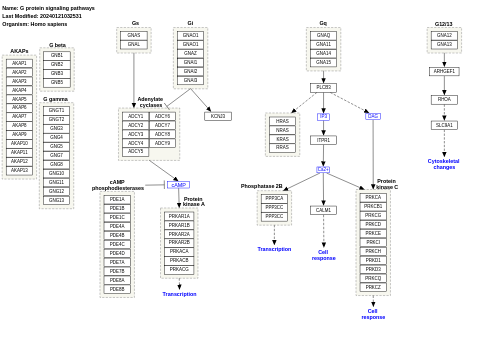 Name: G protein signaling pathways
Last Modified: 20240121032531
Organism: Homo sapiens
Gs
GNAS
GNAL
Gi
GNAO1
GNAO1
GNAZ
GNAI1
GNAI2
GNAI3
Gq
GNAQ
GNA11
GNA14
GNA15
G12/13
GNA12
GNA13
AKAPs
AKAP1
AKAP2
AKAP3
AKAP4
AKAP5
AKAP6
AKAP7
AKAP8
AKAP9
AKAP10
AKAP11
AKAP12
AKAP13
G beta
GNB1
GNB2
GNB3
GNB5
G gamma
GNGT1
GNGT2
GNG3
GNG4
GNG5
GNG7
GNG8
GNG10
GNG11
GNG12
GNG13
Adenylate
cyclases
ADCY1
ADCY2
ADCY3
ADCY4
ADCY5
ADCY6
ADCY7
ADCY8
ADCY9
KCNJ3
PLCB3
IP3
DAG
ITPR1
Ca2+
CALM1
Cell
response
HRAS
NRAS
KRAS
RRAS
ARHGEF1
RHOA
SLC9A1
Cytoskeletal
changes
cAMP
phosphodiesterases
PDE1A
PDE1B
PDE1C
PDE4A
PDE4B
PDE4C
PDE4D
PDE7A
PDE7B
PDE8A
PDE8B
cAMP
Protein
kinase A
PRKAR1A
PRKAR1B
PRKAR2A
PRKAR2B
PRKACA
PRKACB
PRKACG
Transcription
Phosphatase 2B
PPP3CA
PPP3CC
PPP3CC
Transcription
Protein
kinase C
PRKCA
PRKCB1
PRKCG
PRKCD
PRKCE
PRKCI
PRKCH
PRKD1
PRKD3
PRKCQ
PRKCZ
Cell
response